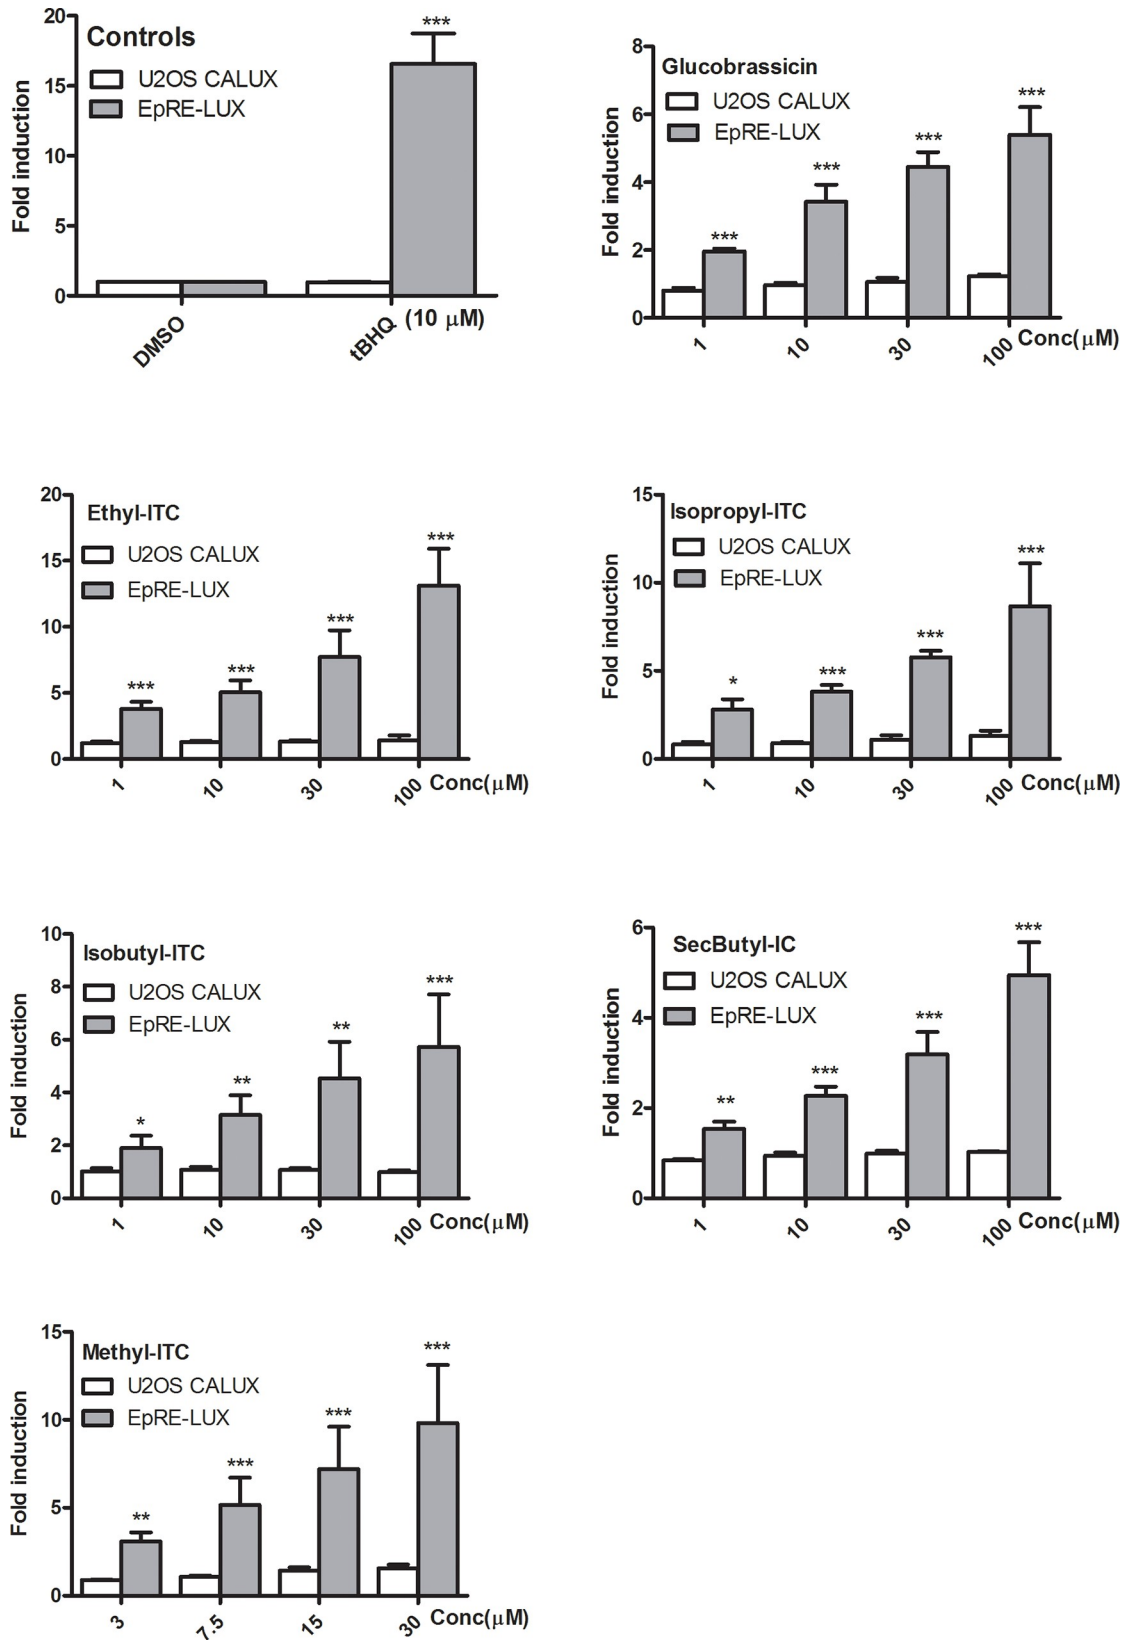 Controls
U2OS CALUX
EpRE-LUX
Fold induction
20
15
10
5
0
***
DMSO
tBHQ (10 μM)
Glucobrassicin
U2OS CALUX
EpRE-LUX
Fold induction
8
6
4
2
0
***
***
***
***
1
10
30
100
Conc(μM)
Ethyl-ITC
U2OS CALUX
EpRE-LUX
Fold induction
20
15
10
5
0
***
***
***
***
1
10
30
100
Conc(μM)
Isopropyl-ITC
U2OS CALUX
EpRE-LUX
Fold induction
15
10
5
0
*
***
***
***
1
10
30
100
Conc(μM)
Isobutyl-ITC
U2OS CALUX
EpRE-LUX
Fold induction
10
8
6
4
2
0
*
**
**
***
1
10
30
100
Conc(μM)
SecButyl-IC
U2OS CALUX
EpRE-LUX
Fold induction
6
4
2
0
**
***
***
***
1
10
30
100
Conc(μM)
Methyl-ITC
U2OS CALUX
EpRE-LUX
Fold induction
15
10
5
0
**
***
***
***
3
7.5
15
30
Conc(μM)